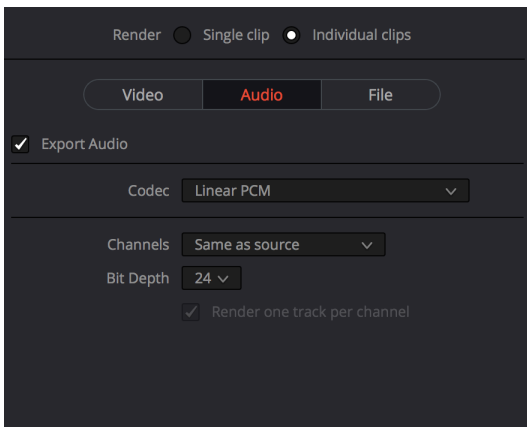 Render Single clip Individual clips
Video Audio File
Export Audio
Codec Linear PCM
Channels Same as source
Bit Depth 24
Render one track per channel